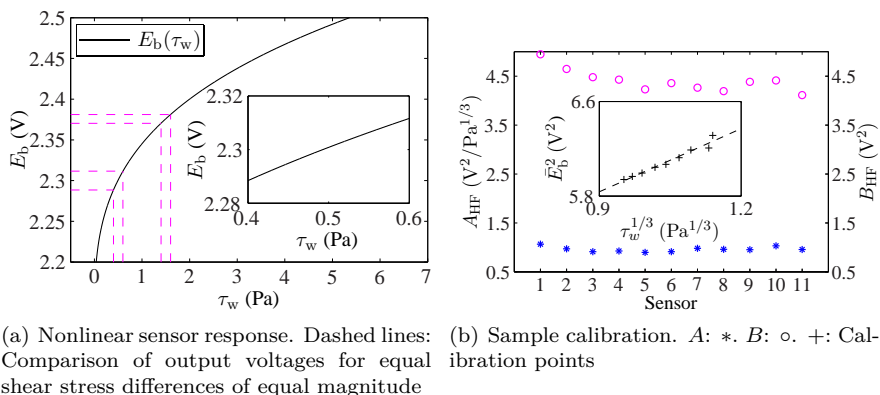 2.5
2.45
2.4
2.35
2.3
2.25
2.2
E_b (V)
E_b(τ_w)
2.32
2.3
2.28
E_b (V)
0.4 0.5 0.6
τ_w (Pa)
0 1 2 3 4 5 6 7
τ_w (Pa)
4.5
3.5
2.5
1.5
0.5
A_HF (V²/Pa^1/3)
6.6
5.8
Ē_b² (V²)
0.9 1.2
τ_w^1/3 (Pa^1/3)
4.5
3.5
2.5
1.5
0.5
B_HF (V²)
1 2 3 4 5 6 7 8 9 10 11
Sensor
(a) Nonlinear sensor response. Dashed lines:
Comparison of output voltages for equal
shear stress differences of equal magnitude
(b) Sample calibration. A: ∗. B: ○. +: Cal-
ibration points